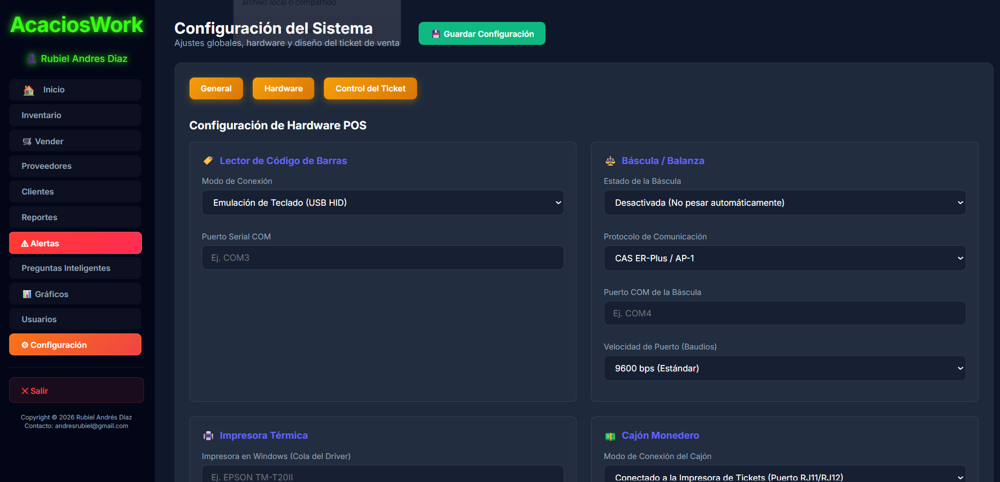 archivo local o compartido
AcaciosWork
Rubiel Andres Diaz
Inicio
Inventario
Vender
Proveedores
Clientes
Reportes
Alertas
Preguntas Inteligentes
Gráficos
Usuarios
Configuración
Salir
Copyright © 2026 Rubiel Andrés Díaz
Contacto: andresrubiel@gmail.com
Configuración del Sistema
Ajustes globales, hardware y diseño del ticket de venta
Guardar Configuración
General
Hardware
Control del Ticket
Configuración de Hardware POS
Lector de Código de Barras
Modo de Conexión
Emulación de Teclado (USB HID)
Puerto Serial COM
Ej. COM3
Báscula / Balanza
Estado de la Báscula
Desactivada (No pesar automáticamente)
Protocolo de Comunicación
CAS ER-Plus / AP-1
Puerto COM de la Báscula
Ej. COM4
Velocidad de Puerto (Baudios)
9600 bps (Estándar)
Impresora Térmica
Impresora en Windows (Cola del Driver)
Ej. EPSON TM-T20II
Cajón Monedero
Modo de Conexión del Cajón
Conectado a la Impresora de Tickets (Puerto RJ11/RJ12)